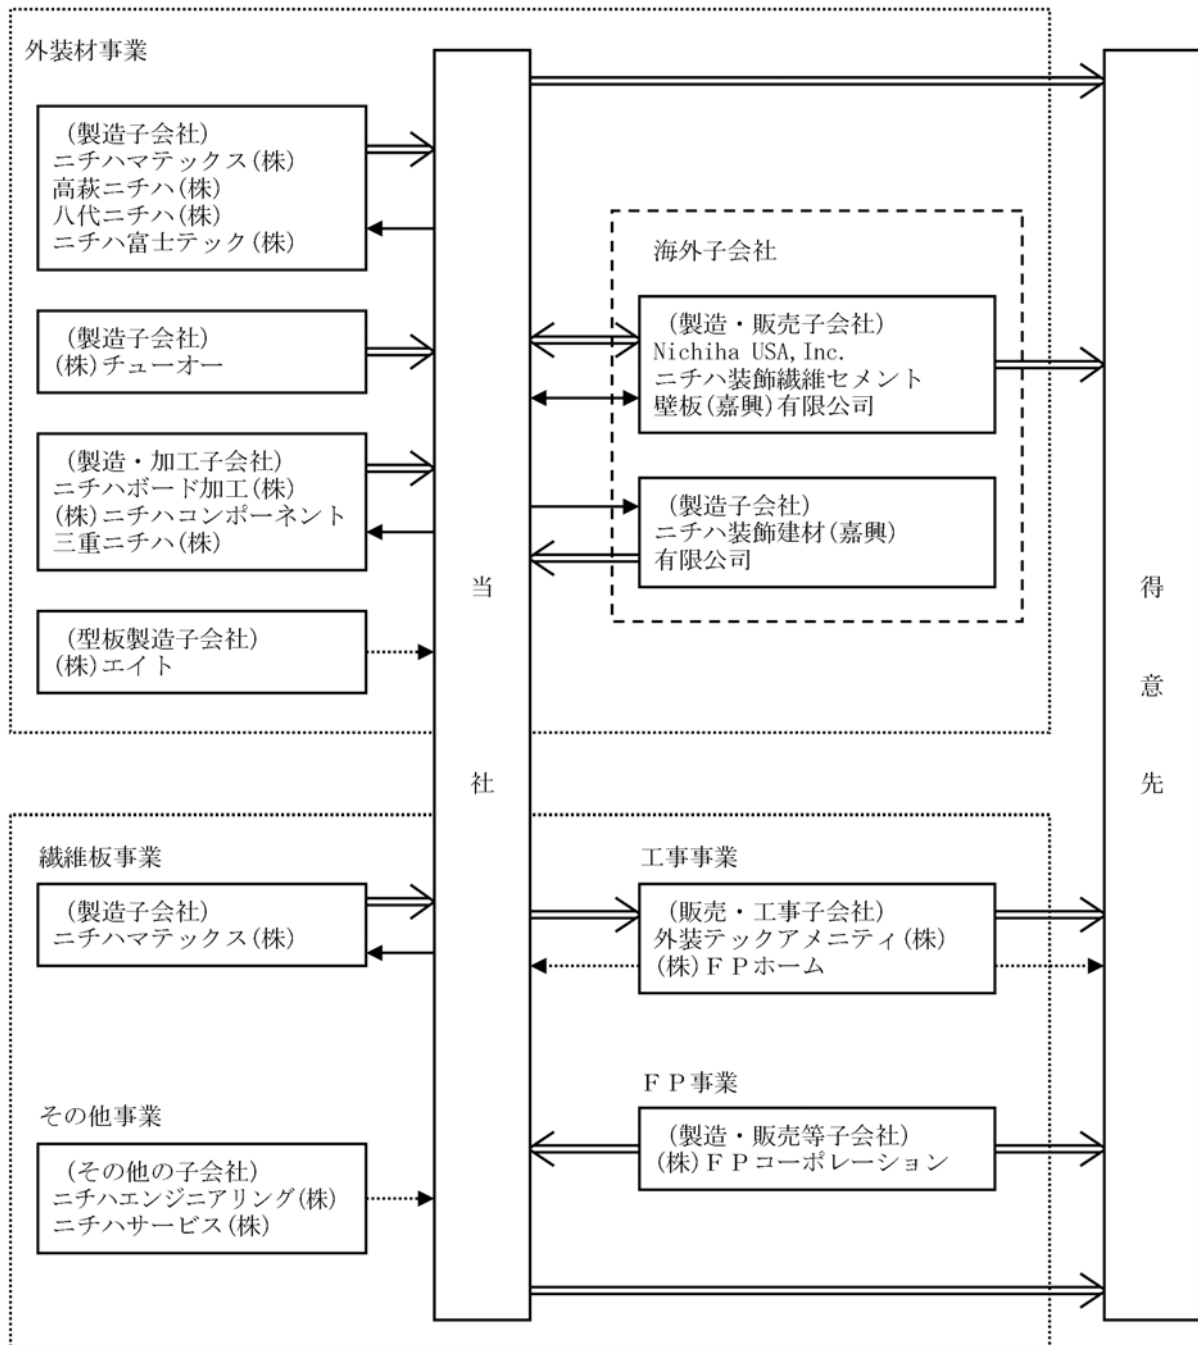 外装材事業
(製造子会社)
ニチハマテックス(株)
高萩ニチハ(株)
八代ニチハ(株)
ニチハ富士テック(株)
(製造子会社)
(株)チューオー
(製造・加工子会社)
ニチハボード加工(株)
(株)ニチハコンポーネント
三重ニチハ(株)
(型板製造子会社)
(株)エイト
当
社
海外子会社
(製造・販売子会社)
Nichiha USA,Inc.
ニチハ装飾繊維セメント
壁板(嘉興)有限公司
(製造子会社)
ニチハ装飾建材(嘉興)
有限公司
得
意
先
繊維板事業
(製造子会社)
ニチハマテックス(株)
その他事業
(その他の子会社)
ニチハエンジニアリング(株)
ニチハサービス(株)
工事事業
(販売・工事子会社)
外装テックアメニティ(株)
(株)ＦＰホーム
ＦＰ事業
(製造・販売等子会社)
(株)ＦＰコーポレーション